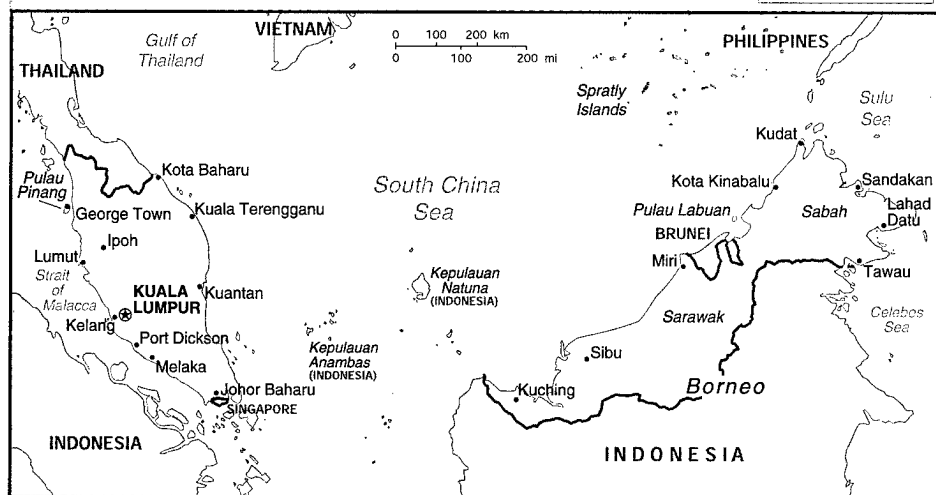 VIETNAM
Gulf of
Thailand
THAILAND
0 100 200 km
0 100 200 mi
PHILIPPINES
Spratly
Islands
Sulu
Sea
Kudat
Pulau
Pinang
Kota Baharu
George Town
Kuala Terengganu
South China
Sea
Kota Kinabalu
Sandakan
Pulau Labuan
Sabah
Lahad
Datu
BRUNEI
Ipoh
Lumut
Strait
of
Malacca
Miri
Tawau
Kepulauan
Natuna
(INDONESIA)
Kuantan
KUALA
LUMPUR
Kelang
Celebes
Sea
Sarawak
Port Dickson
Melaka
Kepulauan
Anambas
(INDONESIA)
Sibu
Johor Baharu
SINGAPORE
Kuching
Borneo
INDONESIA
INDONESIA